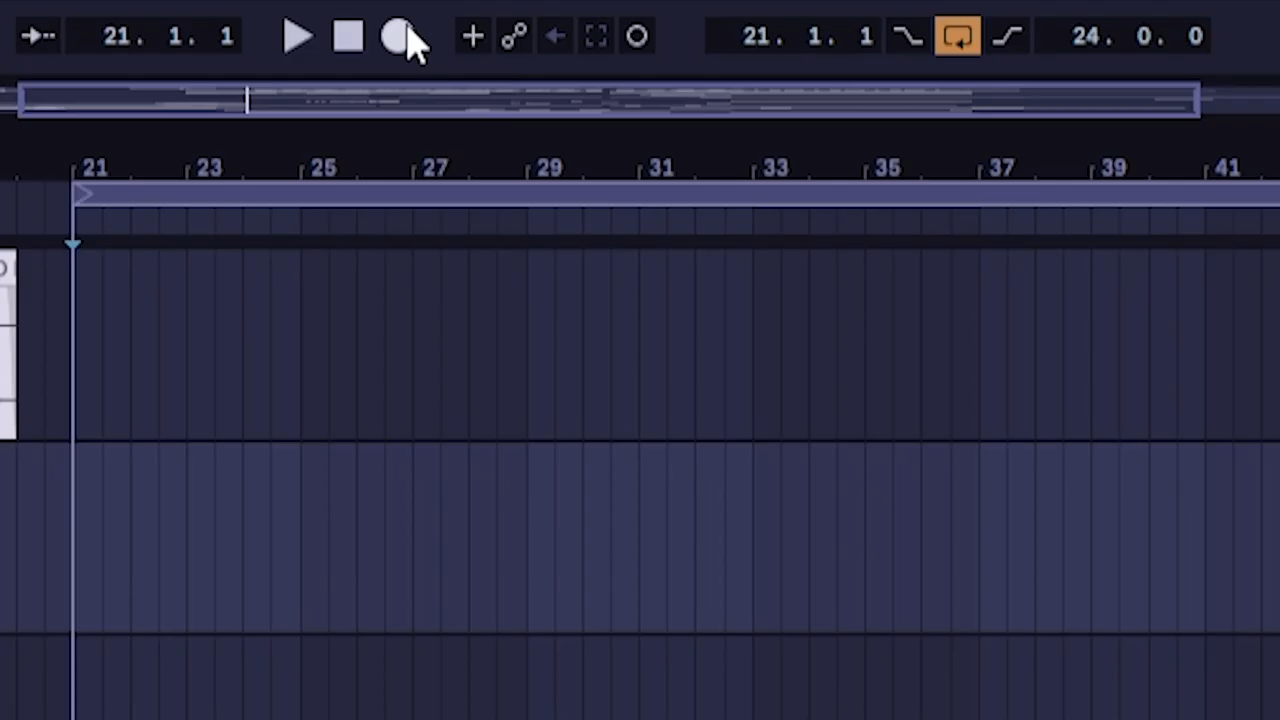 21. 1. 1 21. 1. 1 24. 0. 0
21 23 25 27 29 31 33 35 37 39 41